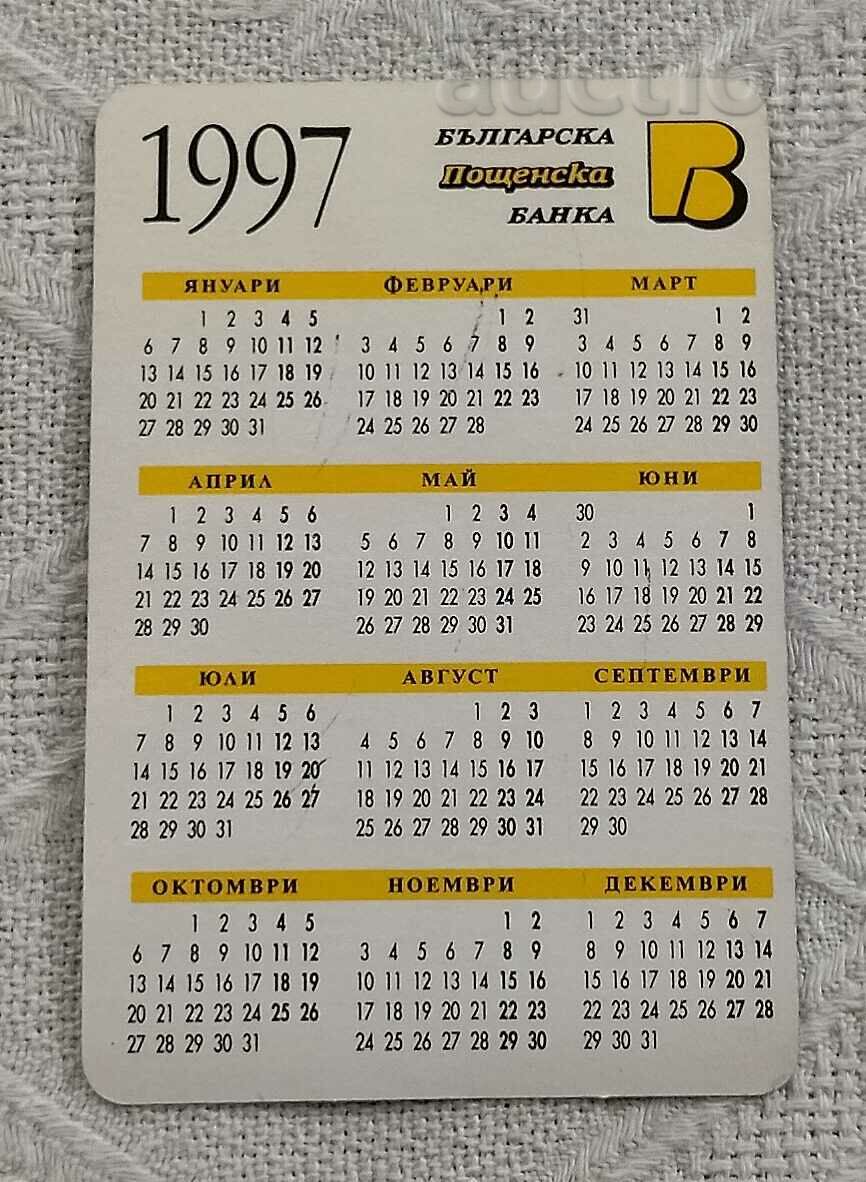 auctio
1997
БЪЛГАРСКА
Пощенска
БАНКА
ЯНУАРИ
1 2 3 4 5
6 7 8 9 10 11 12
13 14 15 16 17 18 19
20 21 22 23 24 25 26
27 28 29 30 31
ФЕВРУАРИ
1 2
3 4 5 6 7 8 9
10 11 12 13 14 15 16
17 18 19 20 21 22 23
24 25 26 27 28
МАРТ
31 1 2
3 4 5 6 7 8 9
10 11 12 13 14 15 16
17 18 19 20 21 22 23
24 25 26 27 28 29 30
АПРИЛ
1 2 3 4 5 6
7 8 9 10 11 12 13
14 15 16 17 18 19 20
21 22 23 24 25 26 27
28 29 30
МАЙ
1 2 3 4
5 6 7 8 9 10 11
12 13 14 15 16 17 18
19 20 21 22 23 24 25
26 27 28 29 30 31
ЮНИ
30 1
2 3 4 5 6 7 8
9 10 11 12 13 14 15
16 17 18 19 20 21 22
23 24 25 26 27 28 29
ЮЛИ
1 2 3 4 5 6
7 8 9 10 11 12 13
14 15 16 17 18 19 20
21 22 23 24 25 26 27
28 29 30 31
АВГУСТ
1 2 3
4 5 6 7 8 9 10
11 12 13 14 15 16 17
18 19 20 21 22 23 24
25 26 27 28 29 30 31
СЕПТЕМВРИ
1 2 3 4 5 6 7
8 9 10 11 12 13 14
15 16 17 18 19 20 21
22 23 24 25 26 27 28
29 30
ОКТОМВРИ
1 2 3 4 5
6 7 8 9 10 11 12
13 14 15 16 17 18 19
20 21 22 23 24 25 26
27 28 29 30 31
НОЕМВРИ
1 2
3 4 5 6 7 8 9
10 11 12 13 14 15 16
17 18 19 20 21 22 23
24 25 26 27 28 29 30
ДЕКЕМВРИ
1 2 3 4 5 6 7
8 9 10 11 12 13 14
15 16 17 18 19 20 21
22 23 24 25 26 27 28
29 30 31